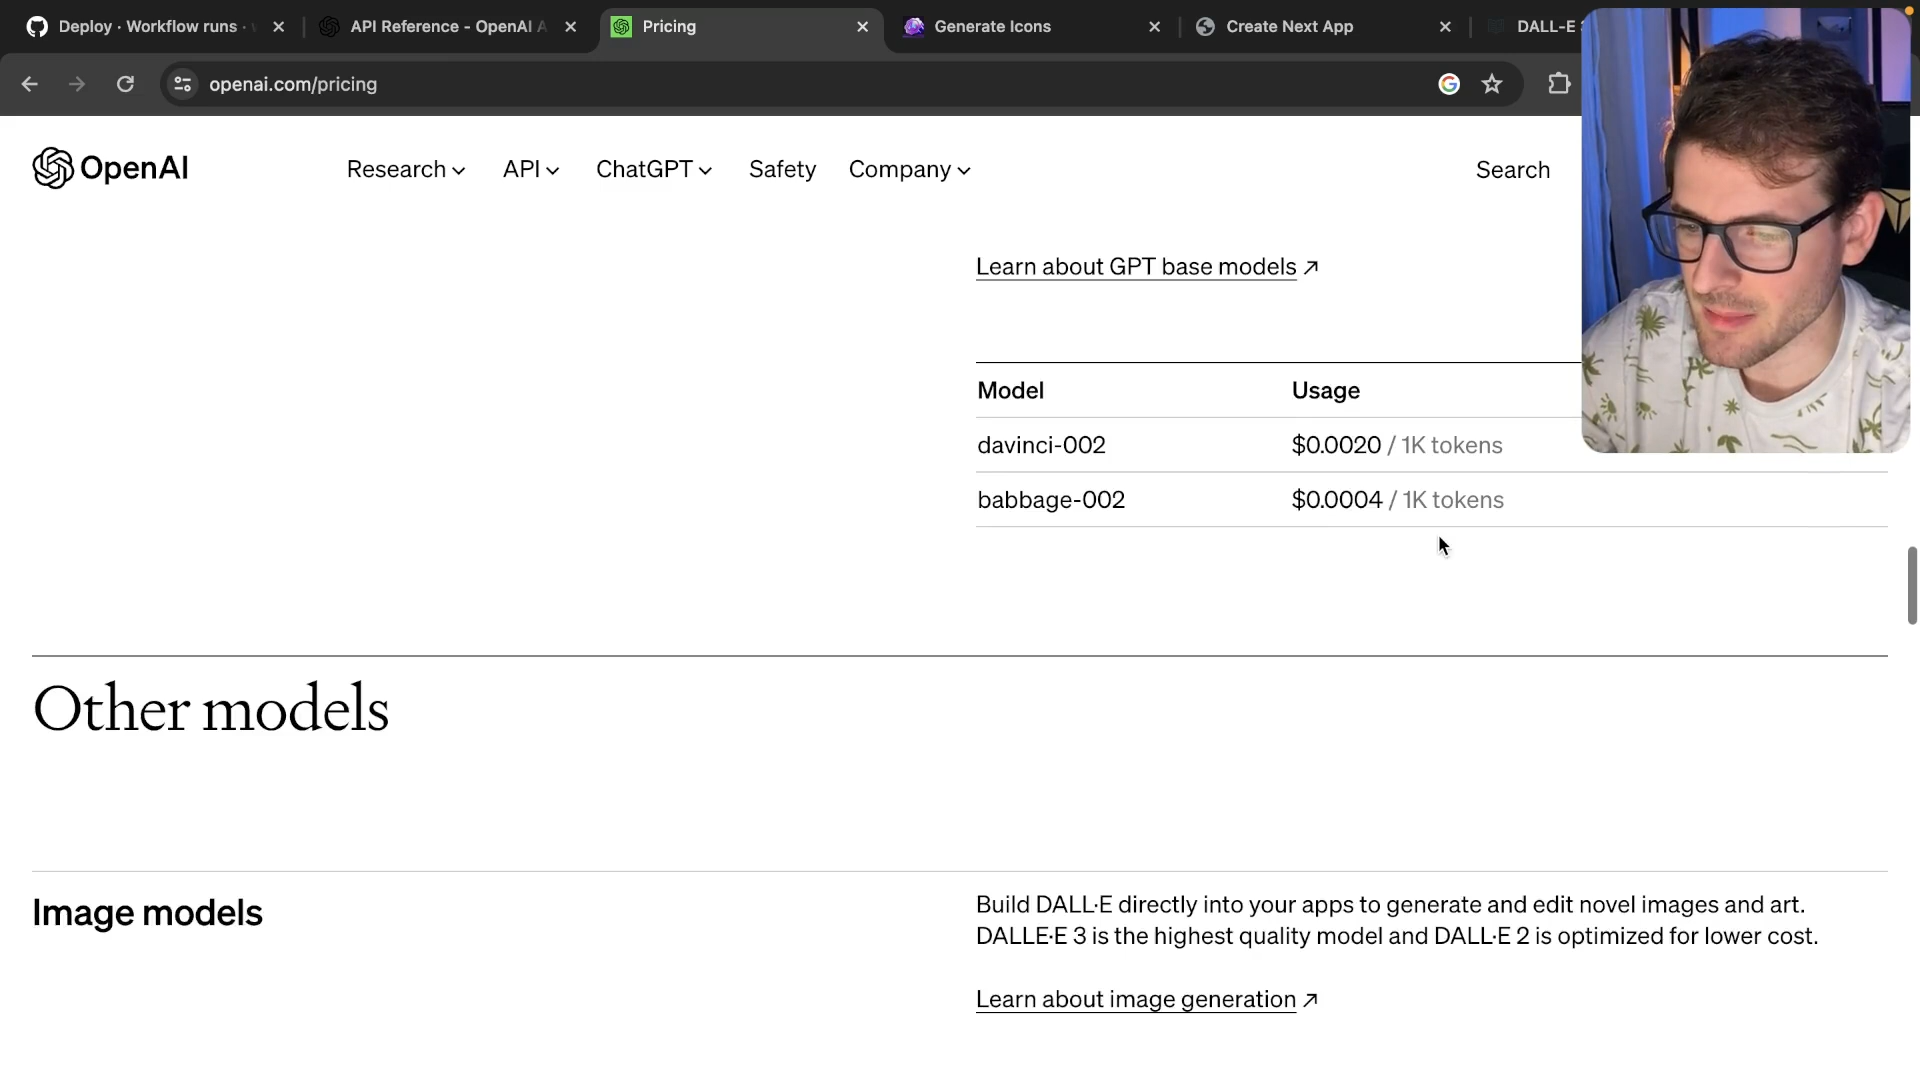 Deploy · Workflow runs ·
API Reference - OpenAI A
Pricing
Generate Icons
Create Next App
DALL-E
openai.com/pricing
OpenAI
Research
API
ChatGPT
Safety
Company
Search
Learn about GPT base models
Model Usage
davinci-002 $0.0020 / 1K tokens
babbage-002 $0.0004 / 1K tokens
Other models
Image models
Build DALL·E directly into your apps to generate and edit novel images and art.
DALLE·E 3 is the highest quality model and DALL·E 2 is optimized for lower cost.
Learn about image generation